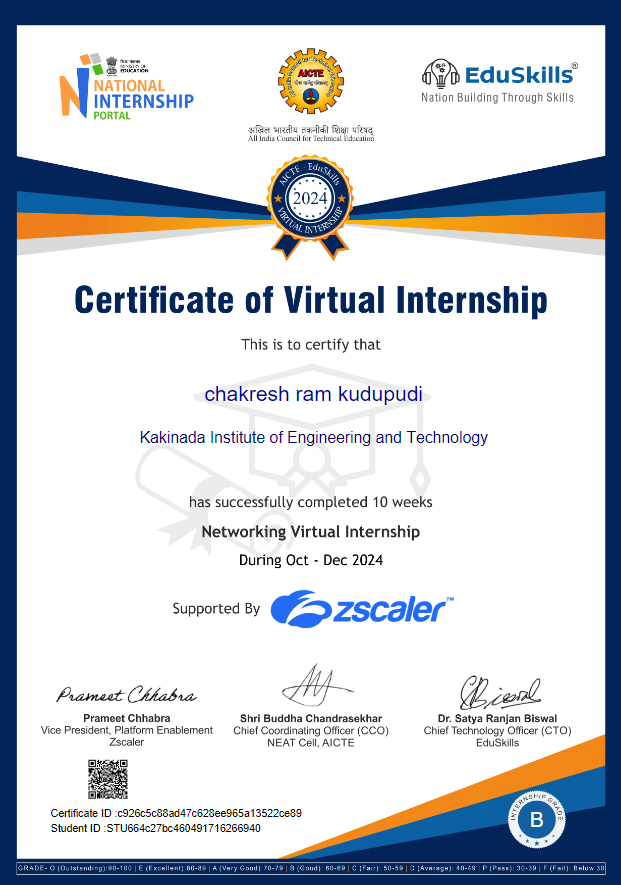 शिक्षा मंत्रालय
MINISTRY OF
EDUCATION
NATIONAL
INTERNSHIP
PORTAL
AICTE
अखिल भारतीय तकनीकी शिक्षा परिषद्
All India Council for Technical Education
EduSkills®
Nation Building Through Skills
AICTE - EduSkills
2024
VIRTUAL INTERNSHIP
Certificate of Virtual Internship
This is to certify that
chakresh ram kudupudi
Kakinada Institute of Engineering and Technology
has successfully completed 10 weeks
Networking Virtual Internship
During Oct - Dec 2024
Supported By zscaler™
Prameet Chhabra
Prameet Chhabra
Vice President, Platform Enablement
Zscaler
Shri Buddha Chandrasekhar
Chief Coordinating Officer (CCO)
NEAT Cell, AICTE
Dr. Satya Ranjan Biswal
Chief Technology Officer (CTO)
EduSkills
Certificate ID :c926c5c88ad47c628ee965a13522ce89
Student ID :STU664c27bc460491716266940
INTERNSHIP GRADE
B
GRADE- O (Outstanding):90-100 | E (Excellent) 80-89 | A (Very Good) 70-79 | B (Good): 60-69 | C (Fair): 50-59 | D (Average): 40-49 | P (Pass): 30-39 | F (Fail): Below 30